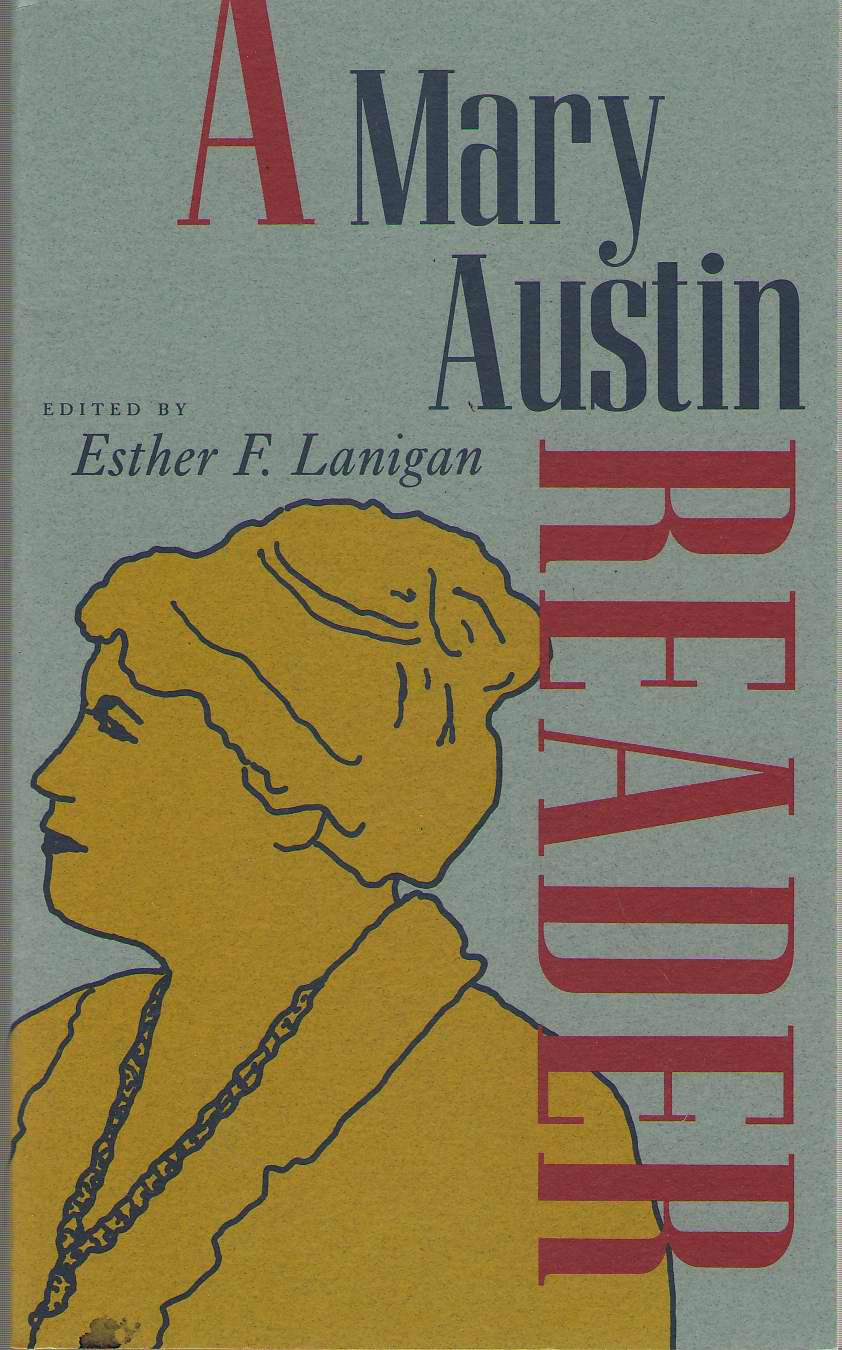 A Mary
Austin
READER
EDITED BY
Esther F. Lanigan